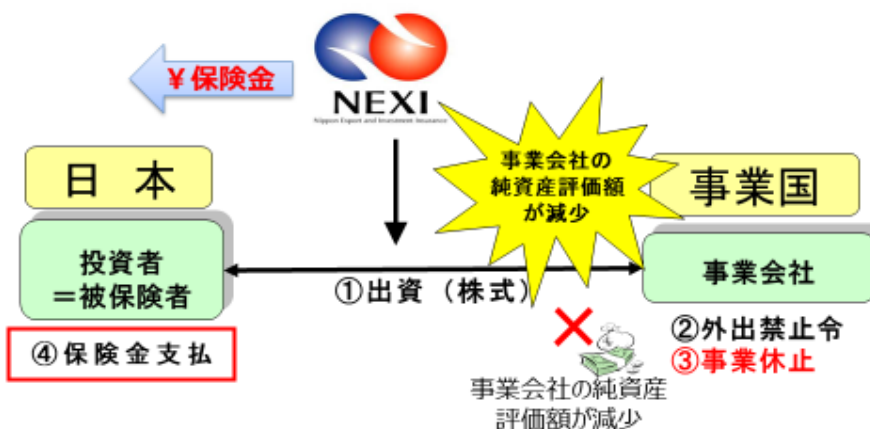 ¥保険金
NEXI
Nippon Export and Investment Insurance
事業会社の
純資産評価額
が減少
日 本
事業国
投資者
＝被保険者
事業会社
①出資（株式）
④保険金支払
②外出禁止令
③事業休止
事業会社の純資産
評価額が減少